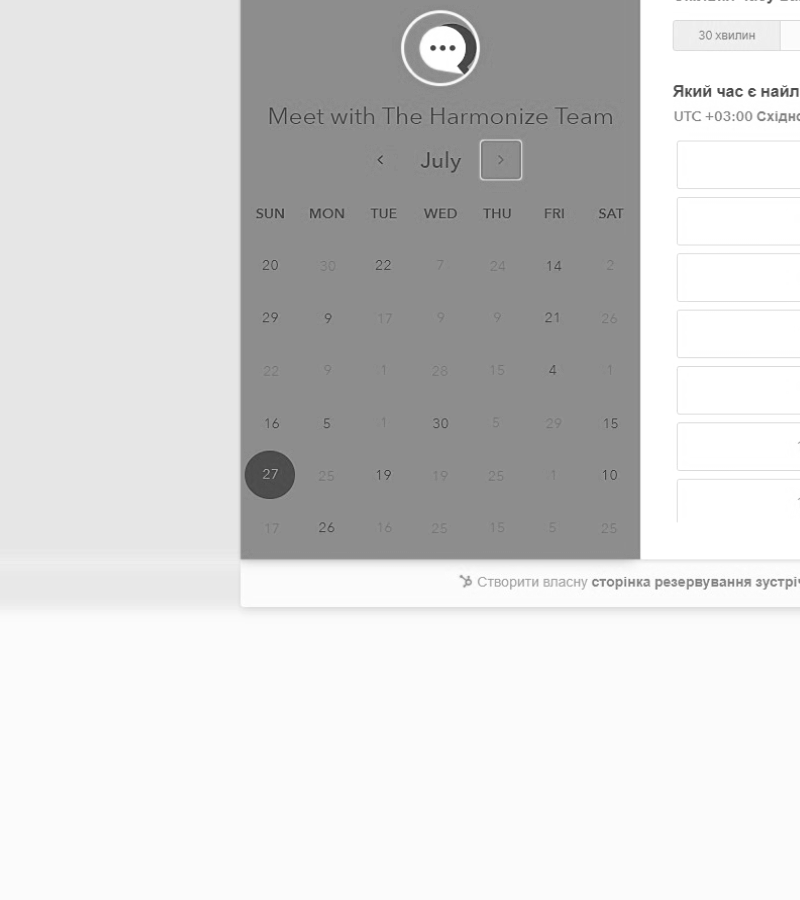 30 хвилин
Meet with The Harmonize Team
July
Який час є найл
UTC +03:00 Східно
SUN MON TUE WED THU FRI SAT
20 30 22 7 24 14 2
29 9 17 9 9 21 26
22 9 1 28 15 4 1
16 5 1 30 5 29 15
27 25 19 19 25 1 10
17 26 16 25 15 5 25
Створити власну сторінка резервування зустріч